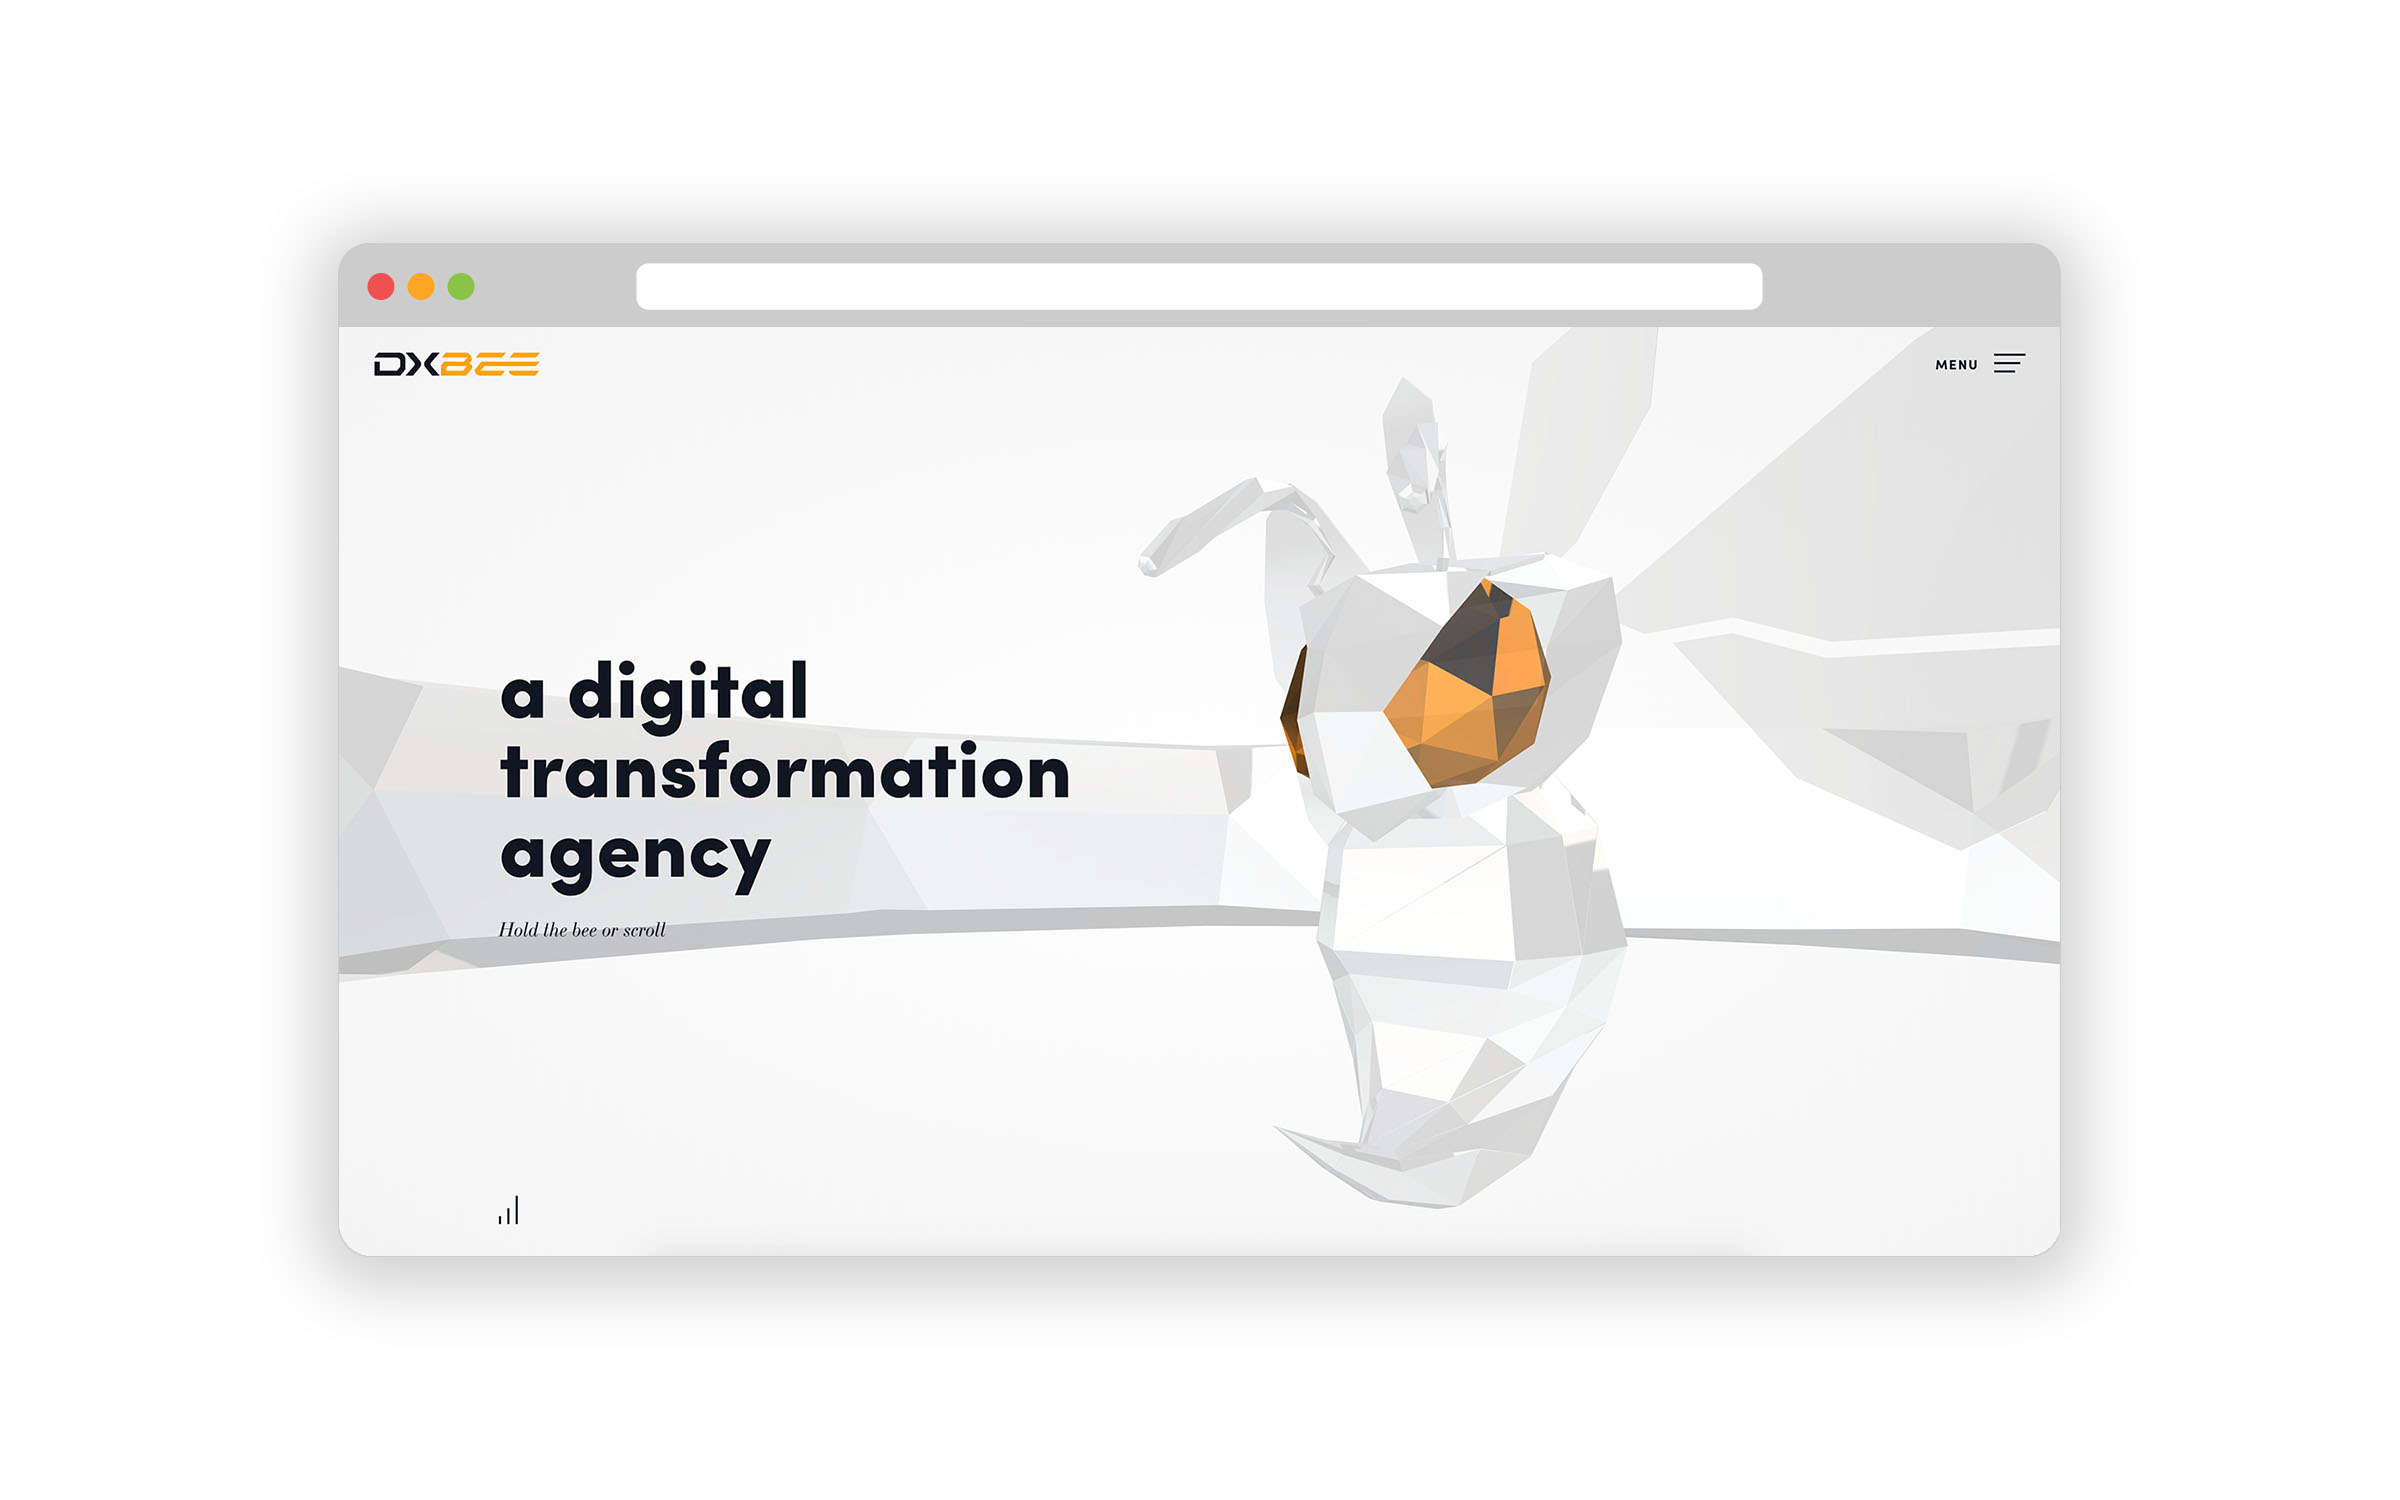 DXBEE
MENU
a digital
transformation
agency
Hold the bee or scroll